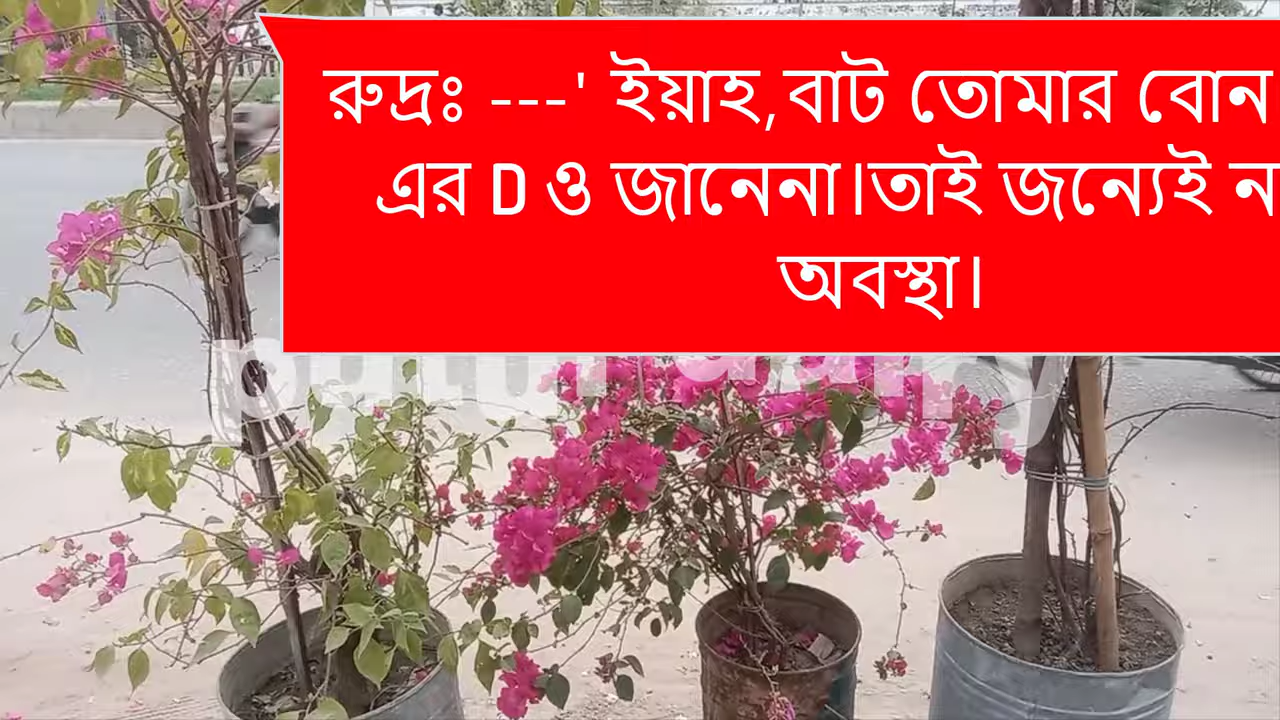 রুদ্রঃ ---' ইয়াহ,বাট তোমার বোন
এর D ও জানেনা।তাই জন্যেই ন
অবস্থা।